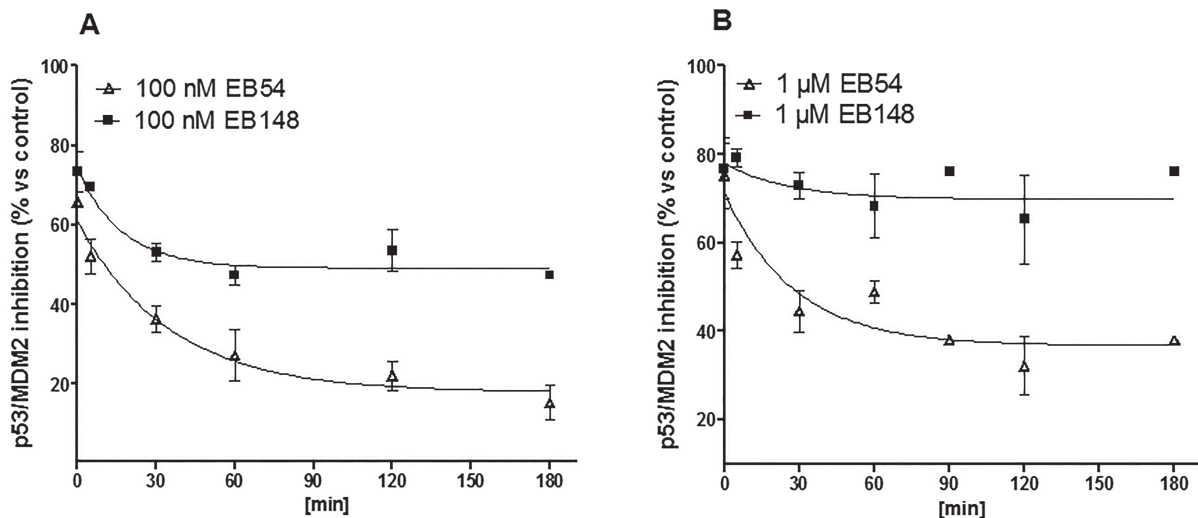 A
p53/MDM2 inhibition (% vs control)
100
80
60
40
20
100 nM EB54
100 nM EB148
0 30 60 90 120 150 180
[min]
B
p53/MDM2 inhibition (% vs control)
100
80
60
40
20
1 µM EB54
1 µM EB148
0 30 60 90 120 150 180
[min]